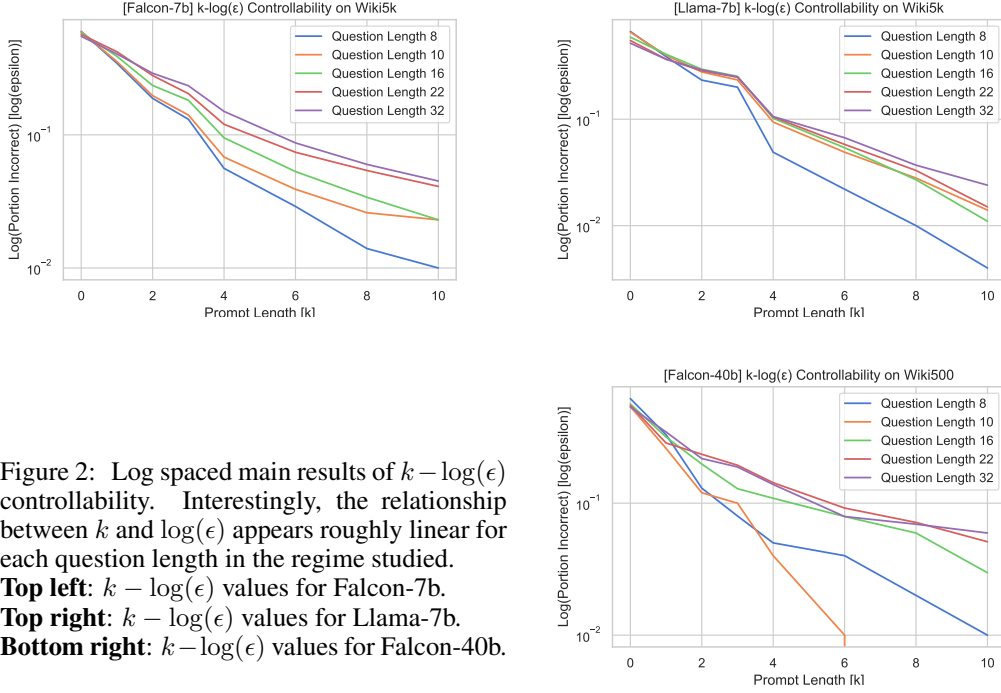 [Falcon-7b] k-log(ε) Controllability on Wiki5k
Log(Portion Incorrect) [log(epsilon)]
Question Length 8
Question Length 10
Question Length 16
Question Length 22
Question Length 32
10⁻¹
10⁻²
0 2 4 6 8 10
Prompt Length [k]
[Llama-7b] k-log(ε) Controllability on Wiki5k
Log(Portion Incorrect) [log(epsilon)]
Question Length 8
Question Length 10
Question Length 16
Question Length 22
Question Length 32
10⁻¹
10⁻²
0 2 4 6 8 10
Prompt Length [k]
[Falcon-40b] k-log(ε) Controllability on Wiki500
Log(Portion Incorrect) [log(epsilon)]
Question Length 8
Question Length 10
Question Length 16
Question Length 22
Question Length 32
10⁻¹
10⁻²
0 2 4 6 8 10
Prompt Length [k]
Figure 2: Log spaced main results of k − log(ϵ)
controllability. Interestingly, the relationship
between k and log(ϵ) appears roughly linear for
each question length in the regime studied.
Top left: k − log(ϵ) values for Falcon-7b.
Top right: k − log(ϵ) values for Llama-7b.
Bottom right: k − log(ϵ) values for Falcon-40b.